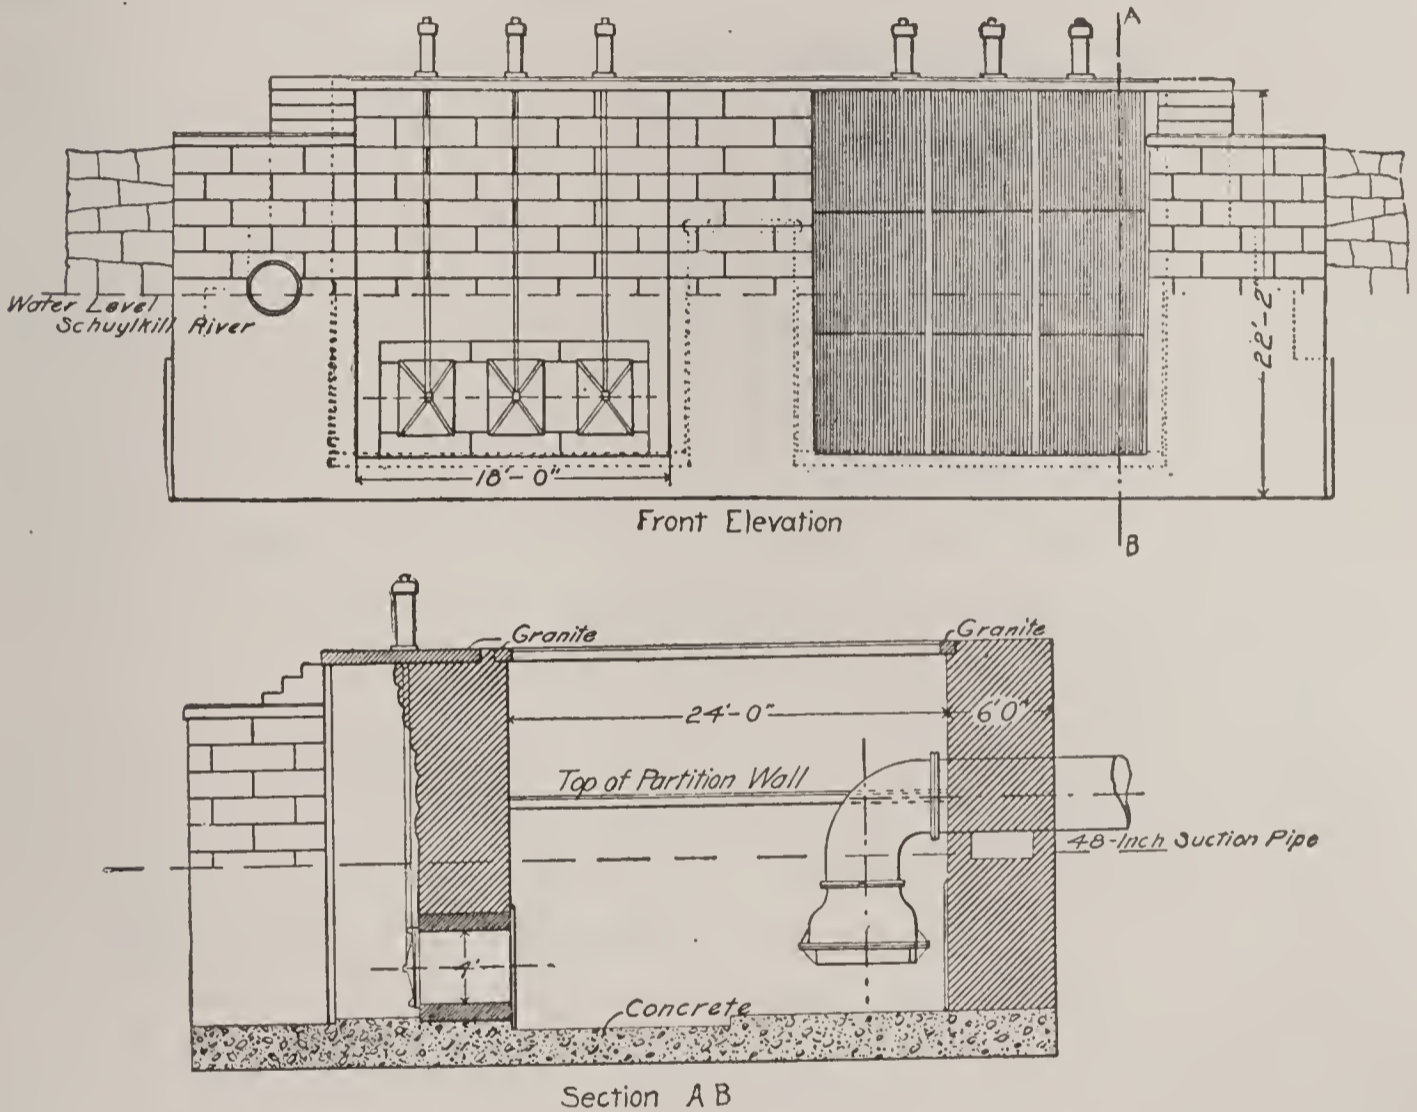 A
Water Level
Schuylkill River
22'-2"
18'-0"
Front Elevation
B
Granite
Granite
24'-0"
6'0"
Top of Partition Wall
48-Inch Suction Pipe
4'
Concrete
Section A B